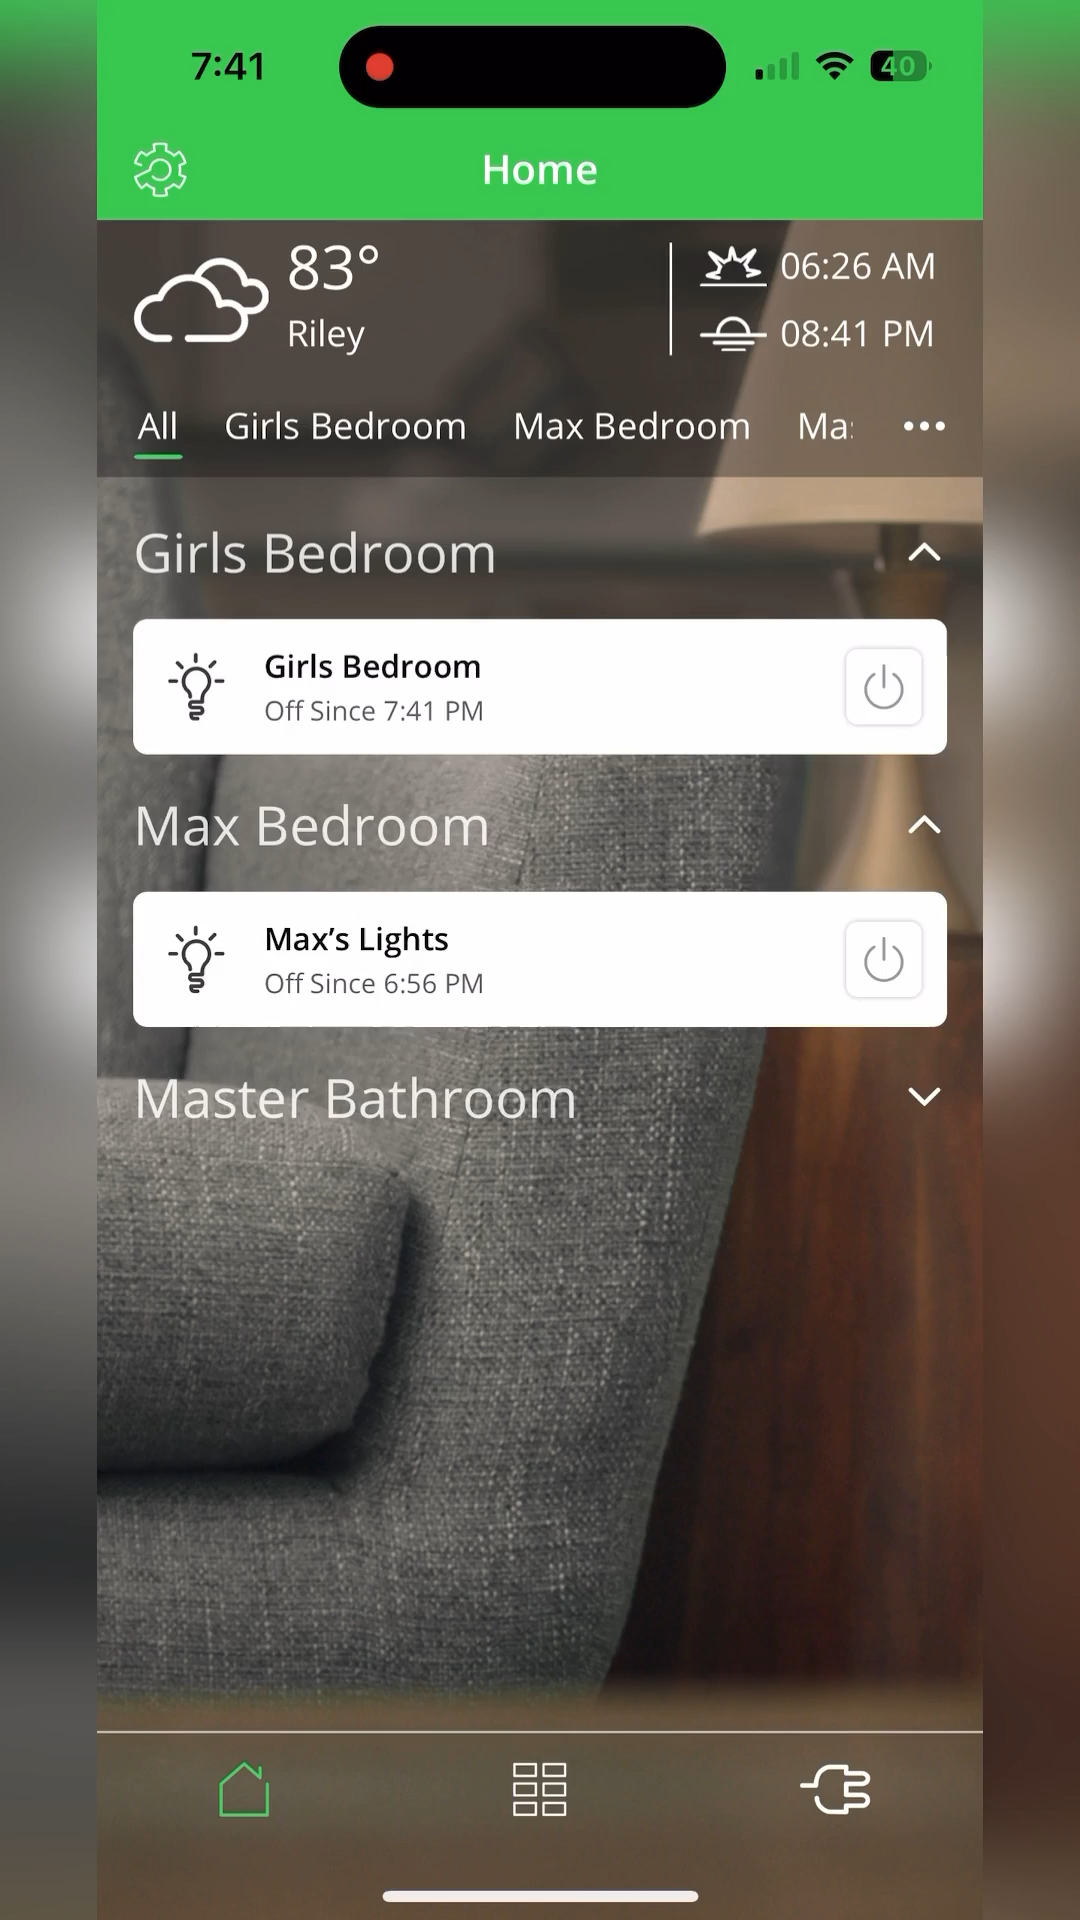 7:41
40
Home
83°
06:26 AM
Riley
08:41 PM
All Girls Bedroom Max Bedroom Ma
Girls Bedroom
Girls Bedroom
Off Since 7:41 PM
Max Bedroom
Max’s Lights
Off Since 6:56 PM
Master Bathroom